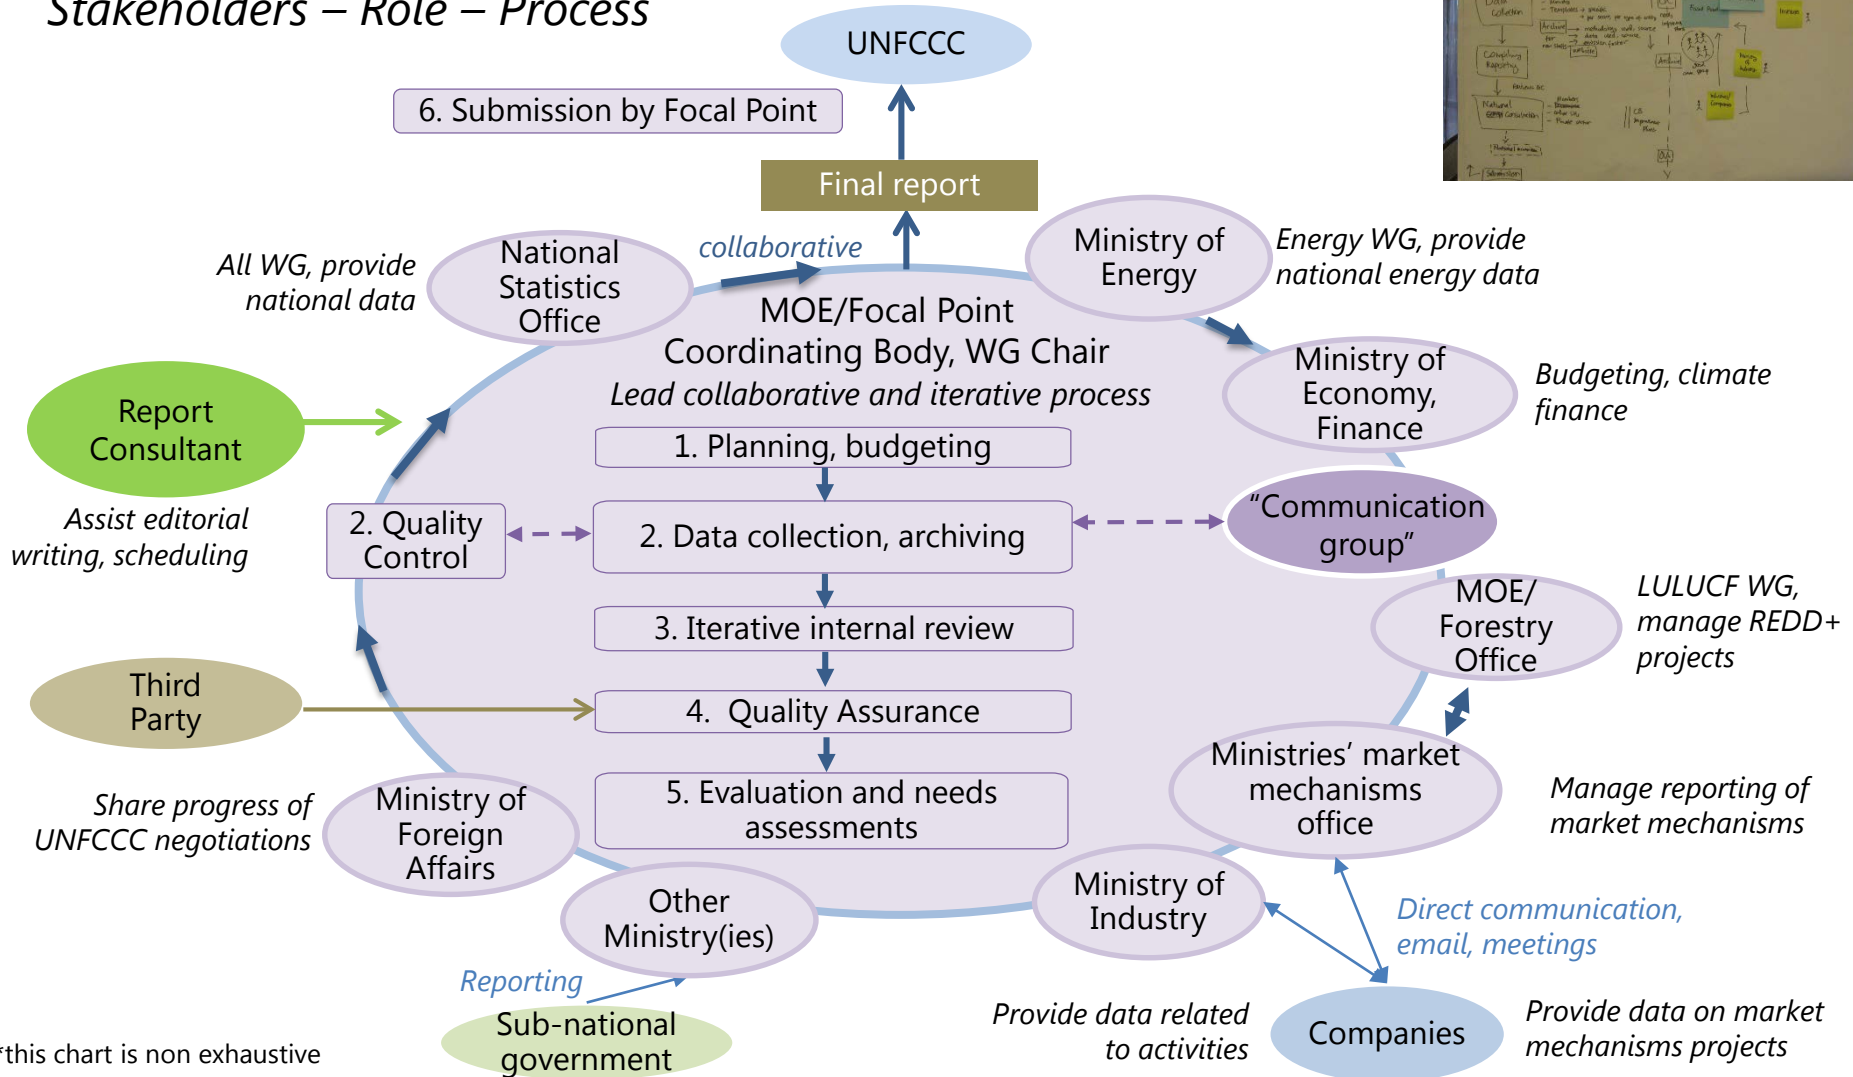 Stakeholders – Role – Process
UNFCCC
6. Submission by Focal Point
Final report
collaborative
National
Statistics
Office
All WG, provide
national data
Ministry of
Energy
Energy WG, provide
national energy data
MOE/Focal Point
Coordinating Body, WG Chair
Lead collaborative and iterative process
Ministry of
Economy,
Finance
Budgeting, climate
finance
Report
Consultant
Assist editorial
writing, scheduling
1. Planning, budgeting
2. Quality
Control
2. Data collection, archiving
“Communication
group”
3. Iterative internal review
MOE/
Forestry
Office
LULUCF WG,
manage REDD+
projects
Third
Party
4. Quality Assurance
5. Evaluation and needs
assessments
Ministries’ market
mechanisms
office
Manage reporting of
market mechanisms
Share progress of
UNFCCC negotiations
Ministry of
Foreign
Affairs
Other
Ministry(ies)
Ministry of
Industry
Direct communication,
email, meetings
Reporting
Sub-national
government
Provide data related
to activities
Companies
Provide data on market
mechanisms projects
*this chart is non exhaustive
Data
Collection
Compiling
Reporting
National
Consultation
Submission